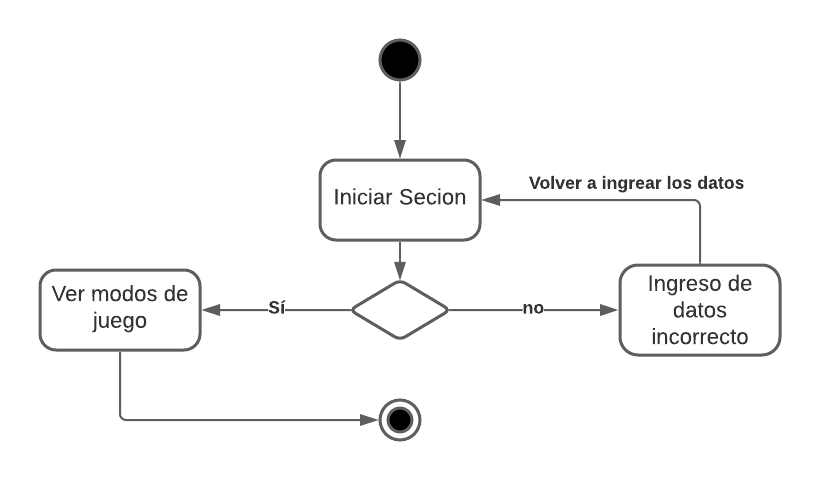 Iniciar Secion
Volver a ingrear los datos
Ver modos de
juego
Sí
no
Ingreso de
datos
incorrecto